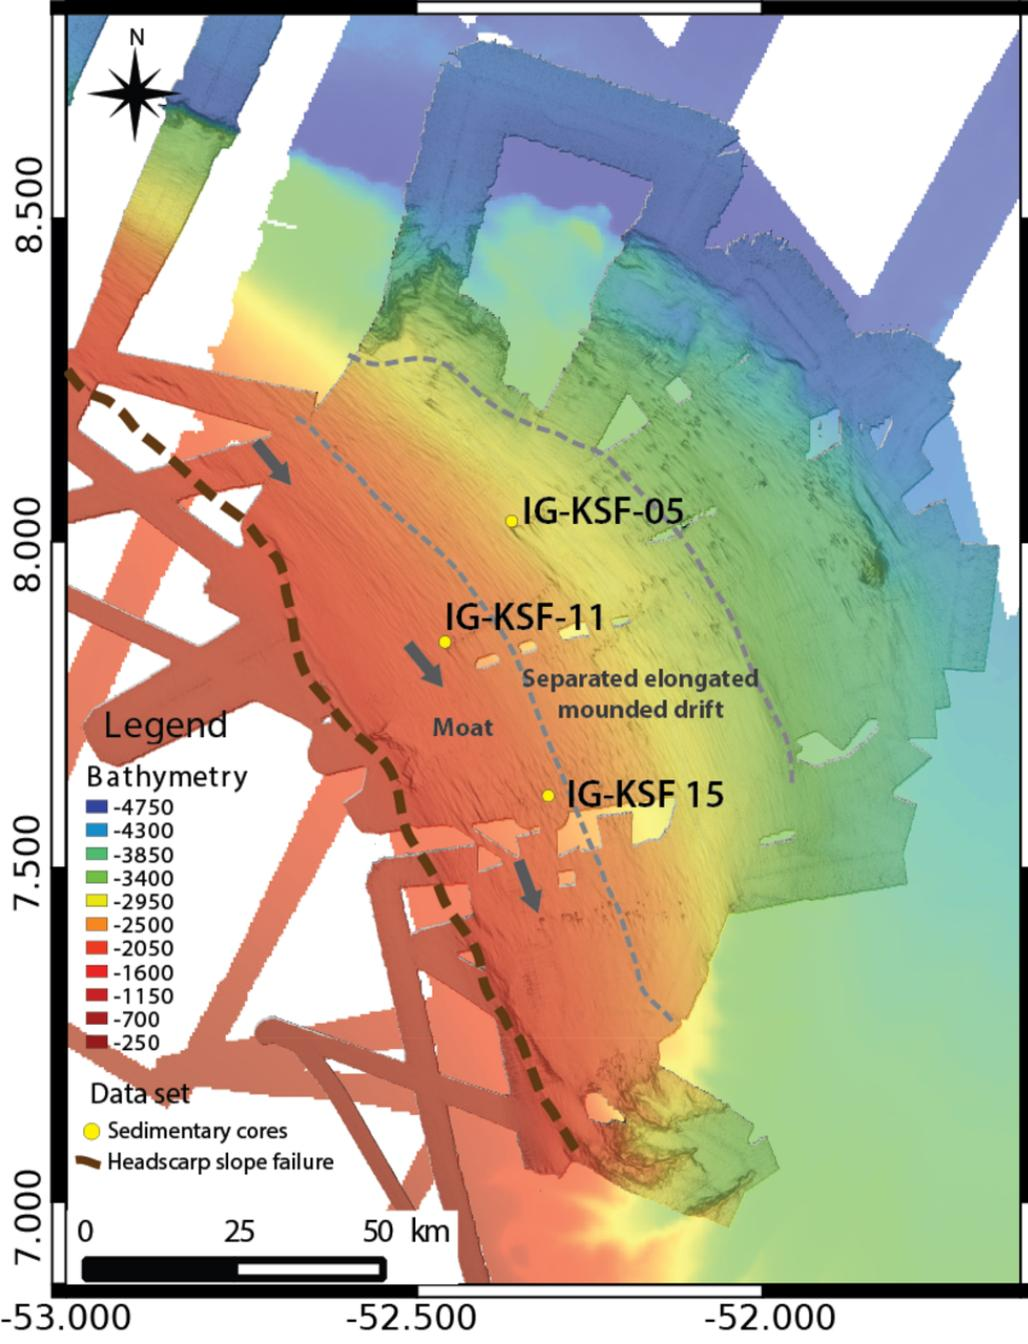 N
8.500
8.000
7.500
7.000
IG-KSF-05
IG-KSF-11
Separated elongated
mounded drift
Moat
IG-KSF 15
Legend
Bathymetry
-4750
-4300
-3850
-3400
-2950
-2500
-2050
-1600
-1150
-700
-250
Data set
Sedimentary cores
Headscarp slope failure
0 25 50 km
-53.000 -52.500 -52.000